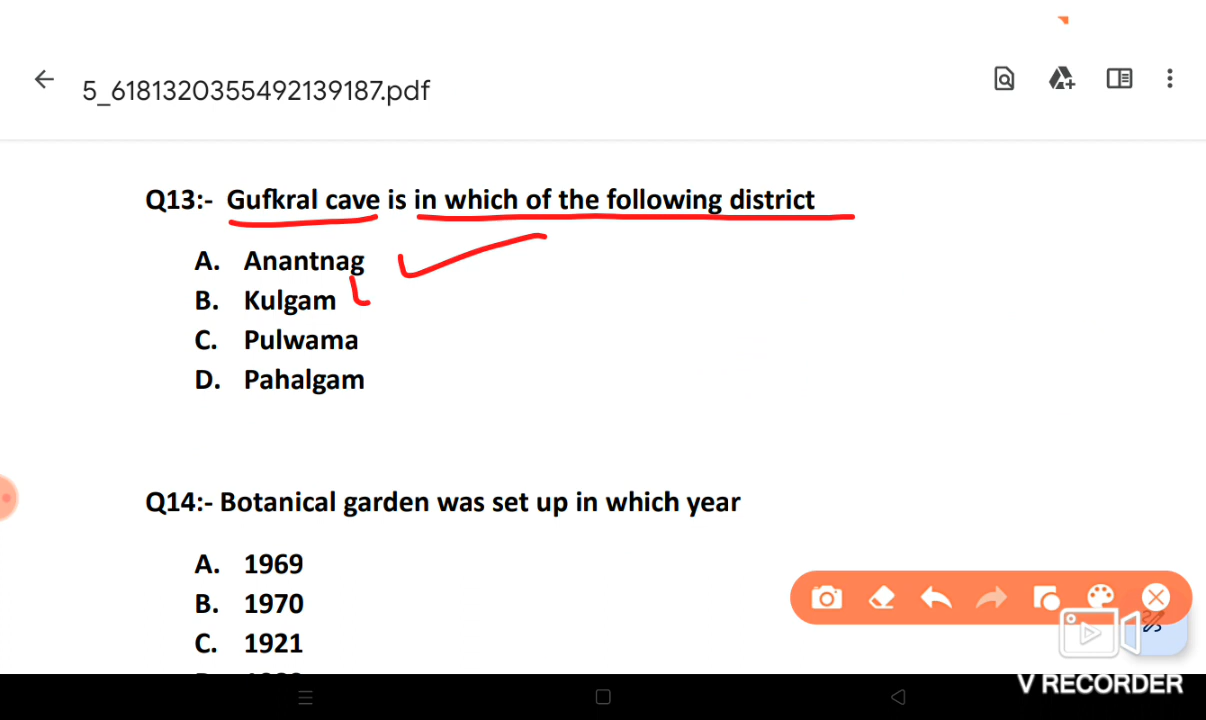 5_6181320355492139187.pdf
Q13:- Gufkral cave is in which of the following district
A. Anantnag
B. Kulgam
C. Pulwama
D. Pahalgam
Q14:- Botanical garden was set up in which year
A. 1969
B. 1970
C. 1921
V RECORDER